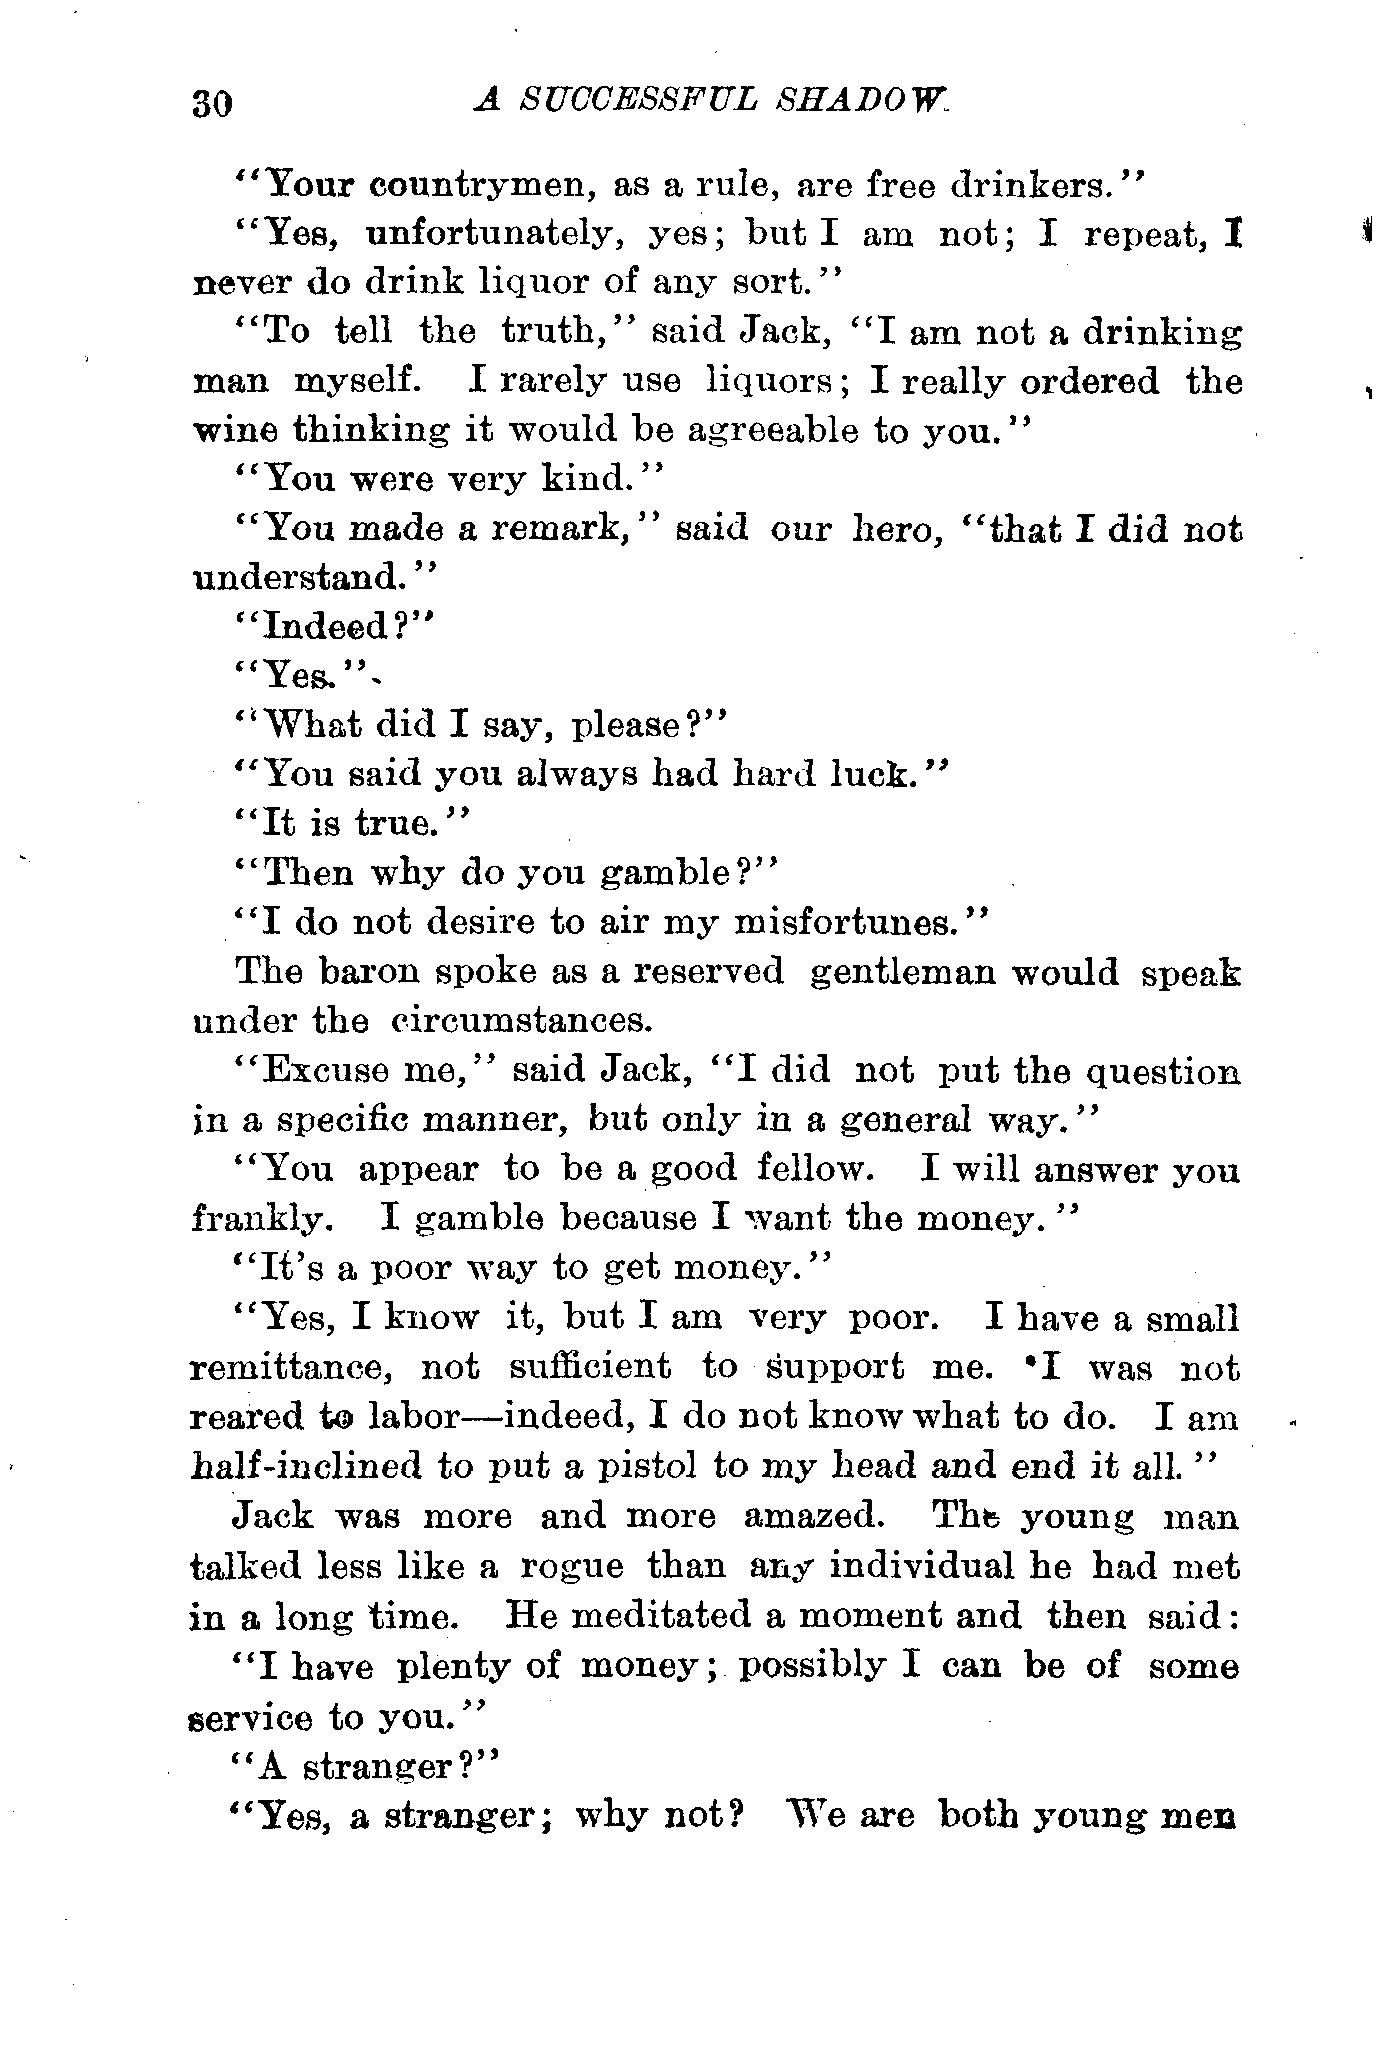 30 A SUCCESSFUL SHADOW.
"Your countrymen, as a rule, are free drinkers."
"Yes, unfortunately, yes; but I am not; I repeat, I
never do drink liquor of any sort."
"To tell the truth," said Jack, "I am not a drinking
man myself. I rarely use liquors; I really ordered the
wine thinking it would be agreeable to you."
"You were very kind."
"You made a remark," said our hero, "that I did not
understand."
"Indeed?"
"Yes."
"What did I say, please?"
"You said you always had hard luck."
"It is true."
"Then why do you gamble?"
"I do not desire to air my misfortunes."
The baron spoke as a reserved gentleman would speak
under the circumstances.
"Excuse me," said Jack, "I did not put the question
in a specific manner, but only in a general way."
"You appear to be a good fellow. I will answer you
frankly. I gamble because I want the money."
"It's a poor way to get money."
"Yes, I know it, but I am very poor. I have a small
remittance, not sufficient to support me. I was not
reared to labor—indeed, I do not know what to do. I am
half-inclined to put a pistol to my head and end it all."
Jack was more and more amazed. The young man
talked less like a rogue than any individual he had met
in a long time. He meditated a moment and then said:
"I have plenty of money; possibly I can be of some
service to you."
"A stranger?"
"Yes, a stranger; why not? We are both young men